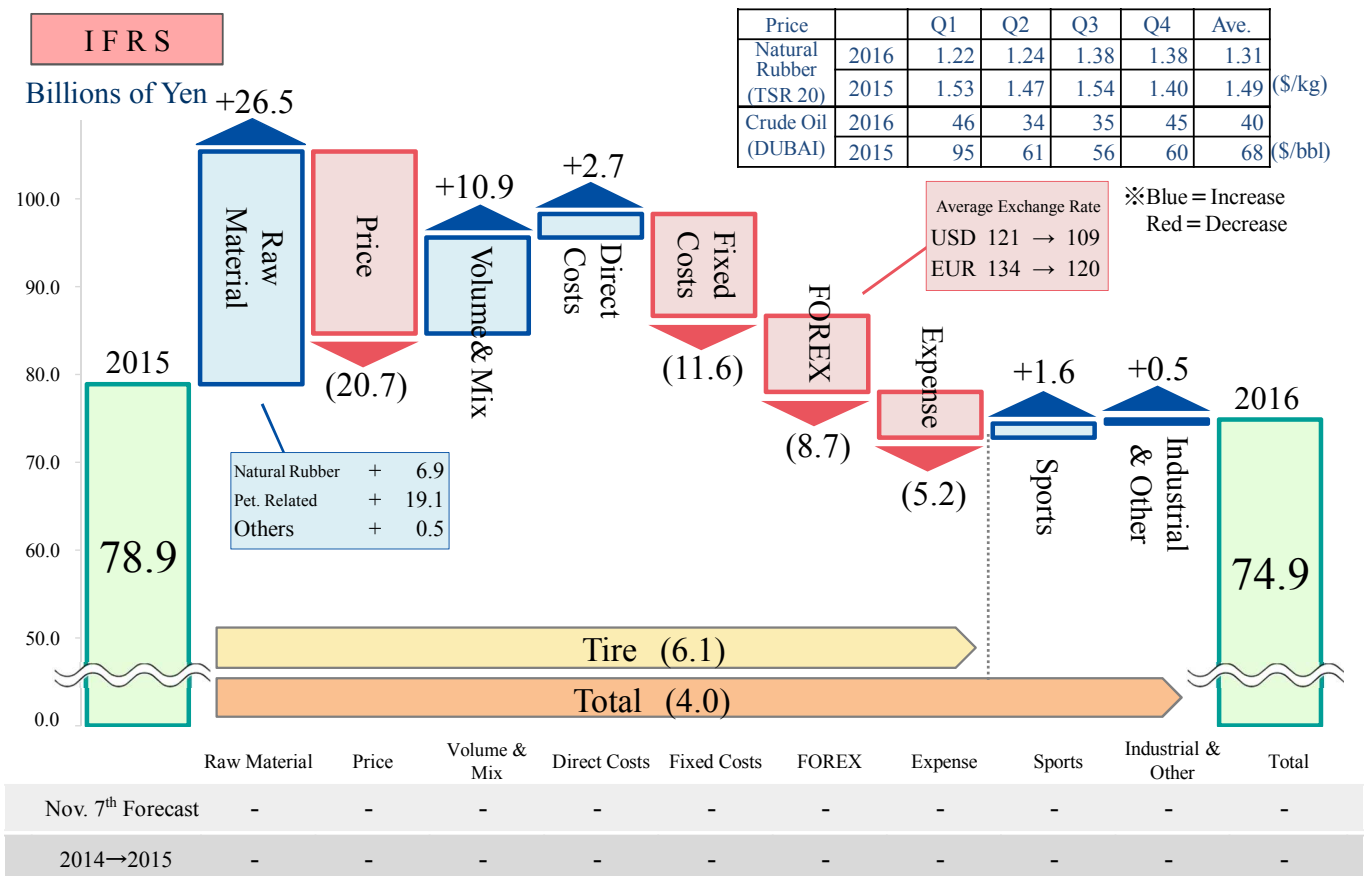 IFRS
Billions of Yen
Price Q1 Q2 Q3 Q4 Ave.
Natural Rubber (TSR 20) 2016 1.22 1.24 1.38 1.38 1.31
2015 1.53 1.47 1.54 1.40 1.49 ($/kg)
Crude Oil (DUBAI) 2016 46 34 35 45 40
2015 95 61 56 60 68 ($/bbl)
※Blue＝Increase
Red＝Decrease
Average Exchange Rate
USD 121 → 109
EUR 134 → 120
100.0
90.0
80.0
70.0
60.0
50.0
0.0
2015
78.9
+26.5
Raw
Material
Price
(20.7)
+10.9
Volume& Mix
+2.7
Direct
Costs
Fixed
Costs
(11.6)
FOREX
(8.7)
Expense
(5.2)
+1.6
Sports
+0.5
Industrial
& Other
2016
74.9
Natural Rubber + 6.9
Pet. Related + 19.1
Others + 0.5
Tire (6.1)
Total (4.0)
Raw Material Price Volume & Mix Direct Costs Fixed Costs FOREX Expense Sports Industrial & Other Total
Nov. 7th Forecast - - - - - - - - - -
2014→2015 - - - - - - - - - -